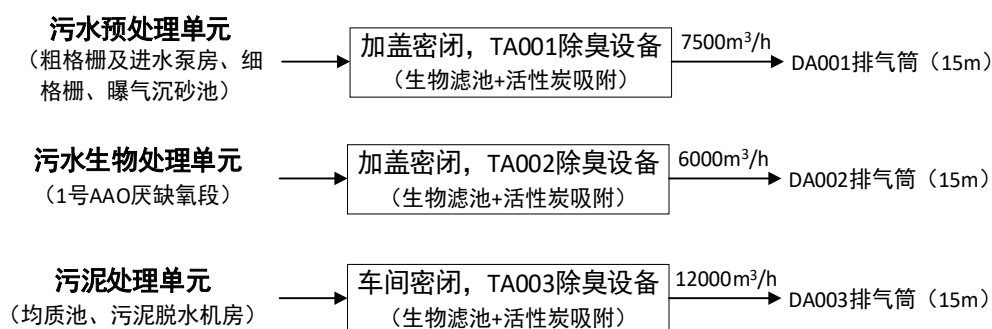 污水预处理单元
（粗格栅及进水泵房、细
格栅、曝气沉砂池）
加盖密闭，TA001除臭设备
（生物滤池+活性炭吸附）
7500m³/h
DA001排气筒（15m）
污水生物处理单元
（1号AAO厌缺氧段）
加盖密闭，TA002除臭设备
（生物滤池+活性炭吸附）
6000m³/h
DA002排气筒（15m）
污泥处理单元
（均质池、污泥脱水机房）
车间密闭，TA003除臭设备
（生物滤池+活性炭吸附）
12000m³/h
DA003排气筒（15m）